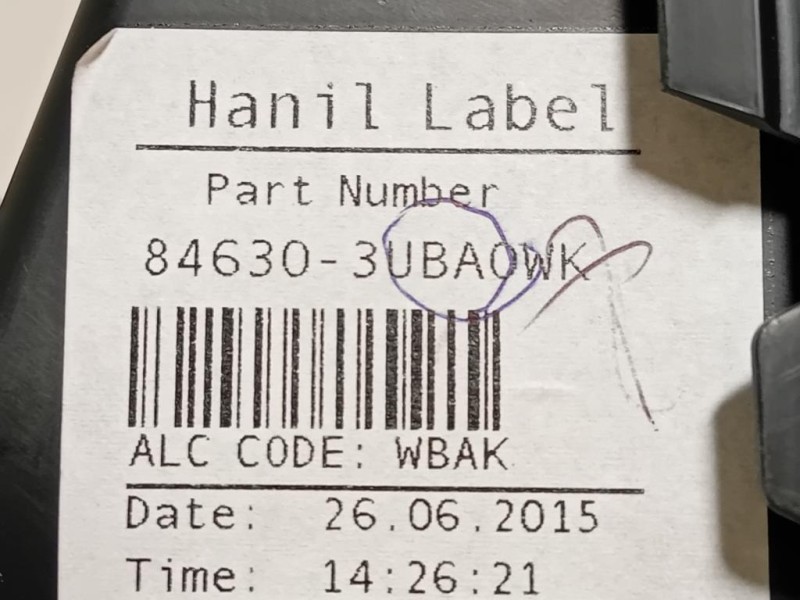 Hanil Label
Part Number
84630-3UBA0WK
ALC CODE: WBAK
Date: 26.06.2015
Time: 14:26:21